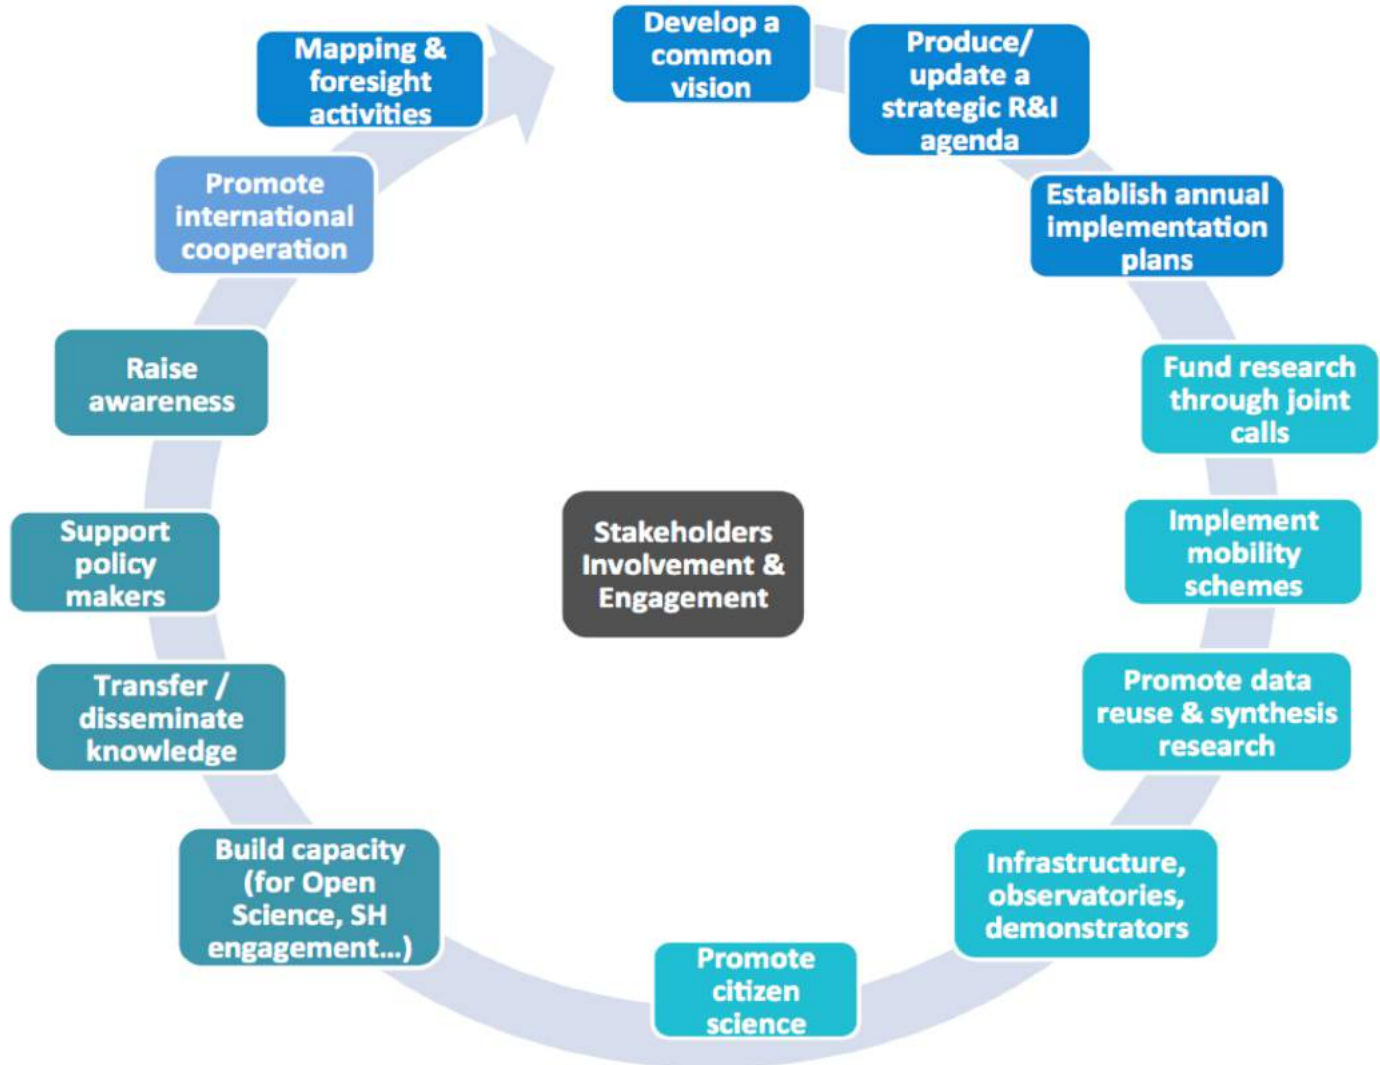 Develop a
common
vision
Produce/
update a
strategic R&I
agenda
Establish annual
implementation
plans
Fund research
through joint
calls
Implement
mobility
schemes
Promote data
reuse & synthesis
research
Infrastructure,
observatories,
demonstrators
Promote
citizen
science
Build capacity
(for Open
Science, SH
engagement...)
Transfer /
disseminate
knowledge
Support
policy
makers
Raise
awareness
Promote
international
cooperation
Mapping &
foresight
activities
Stakeholders
Involvement &
Engagement